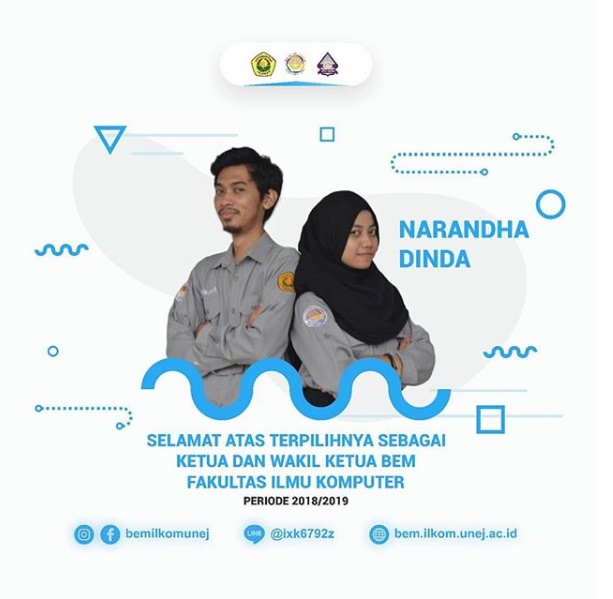 NARANDHA
DINDA
SELAMAT ATAS TERPILIHNYA SEBAGAI
KETUA DAN WAKIL KETUA BEM
FAKULTAS ILMU KOMPUTER
PERIODE 2018/2019
bemilkomunej
LINE
@ixk6792z
bem.ilkom.unej.ac.id